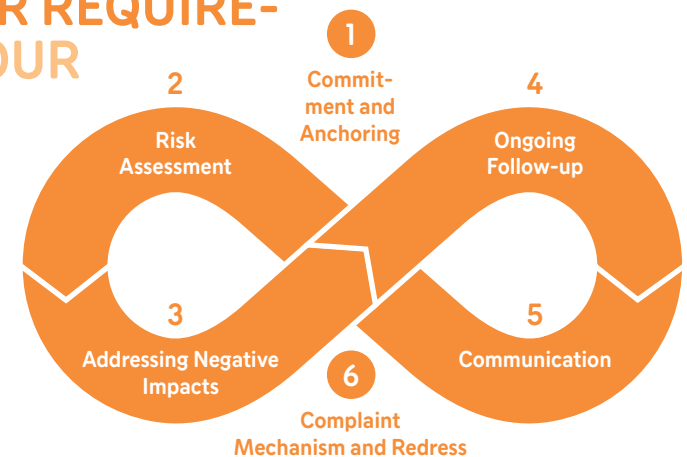 R REQUIRE-
OUR
1
Commit-
ment and
Anchoring
2
Risk
Assessment
3
Addressing Negative
Impacts
4
Ongoing
Follow-up
5
Communication
6
Complaint
Mechanism and Redress